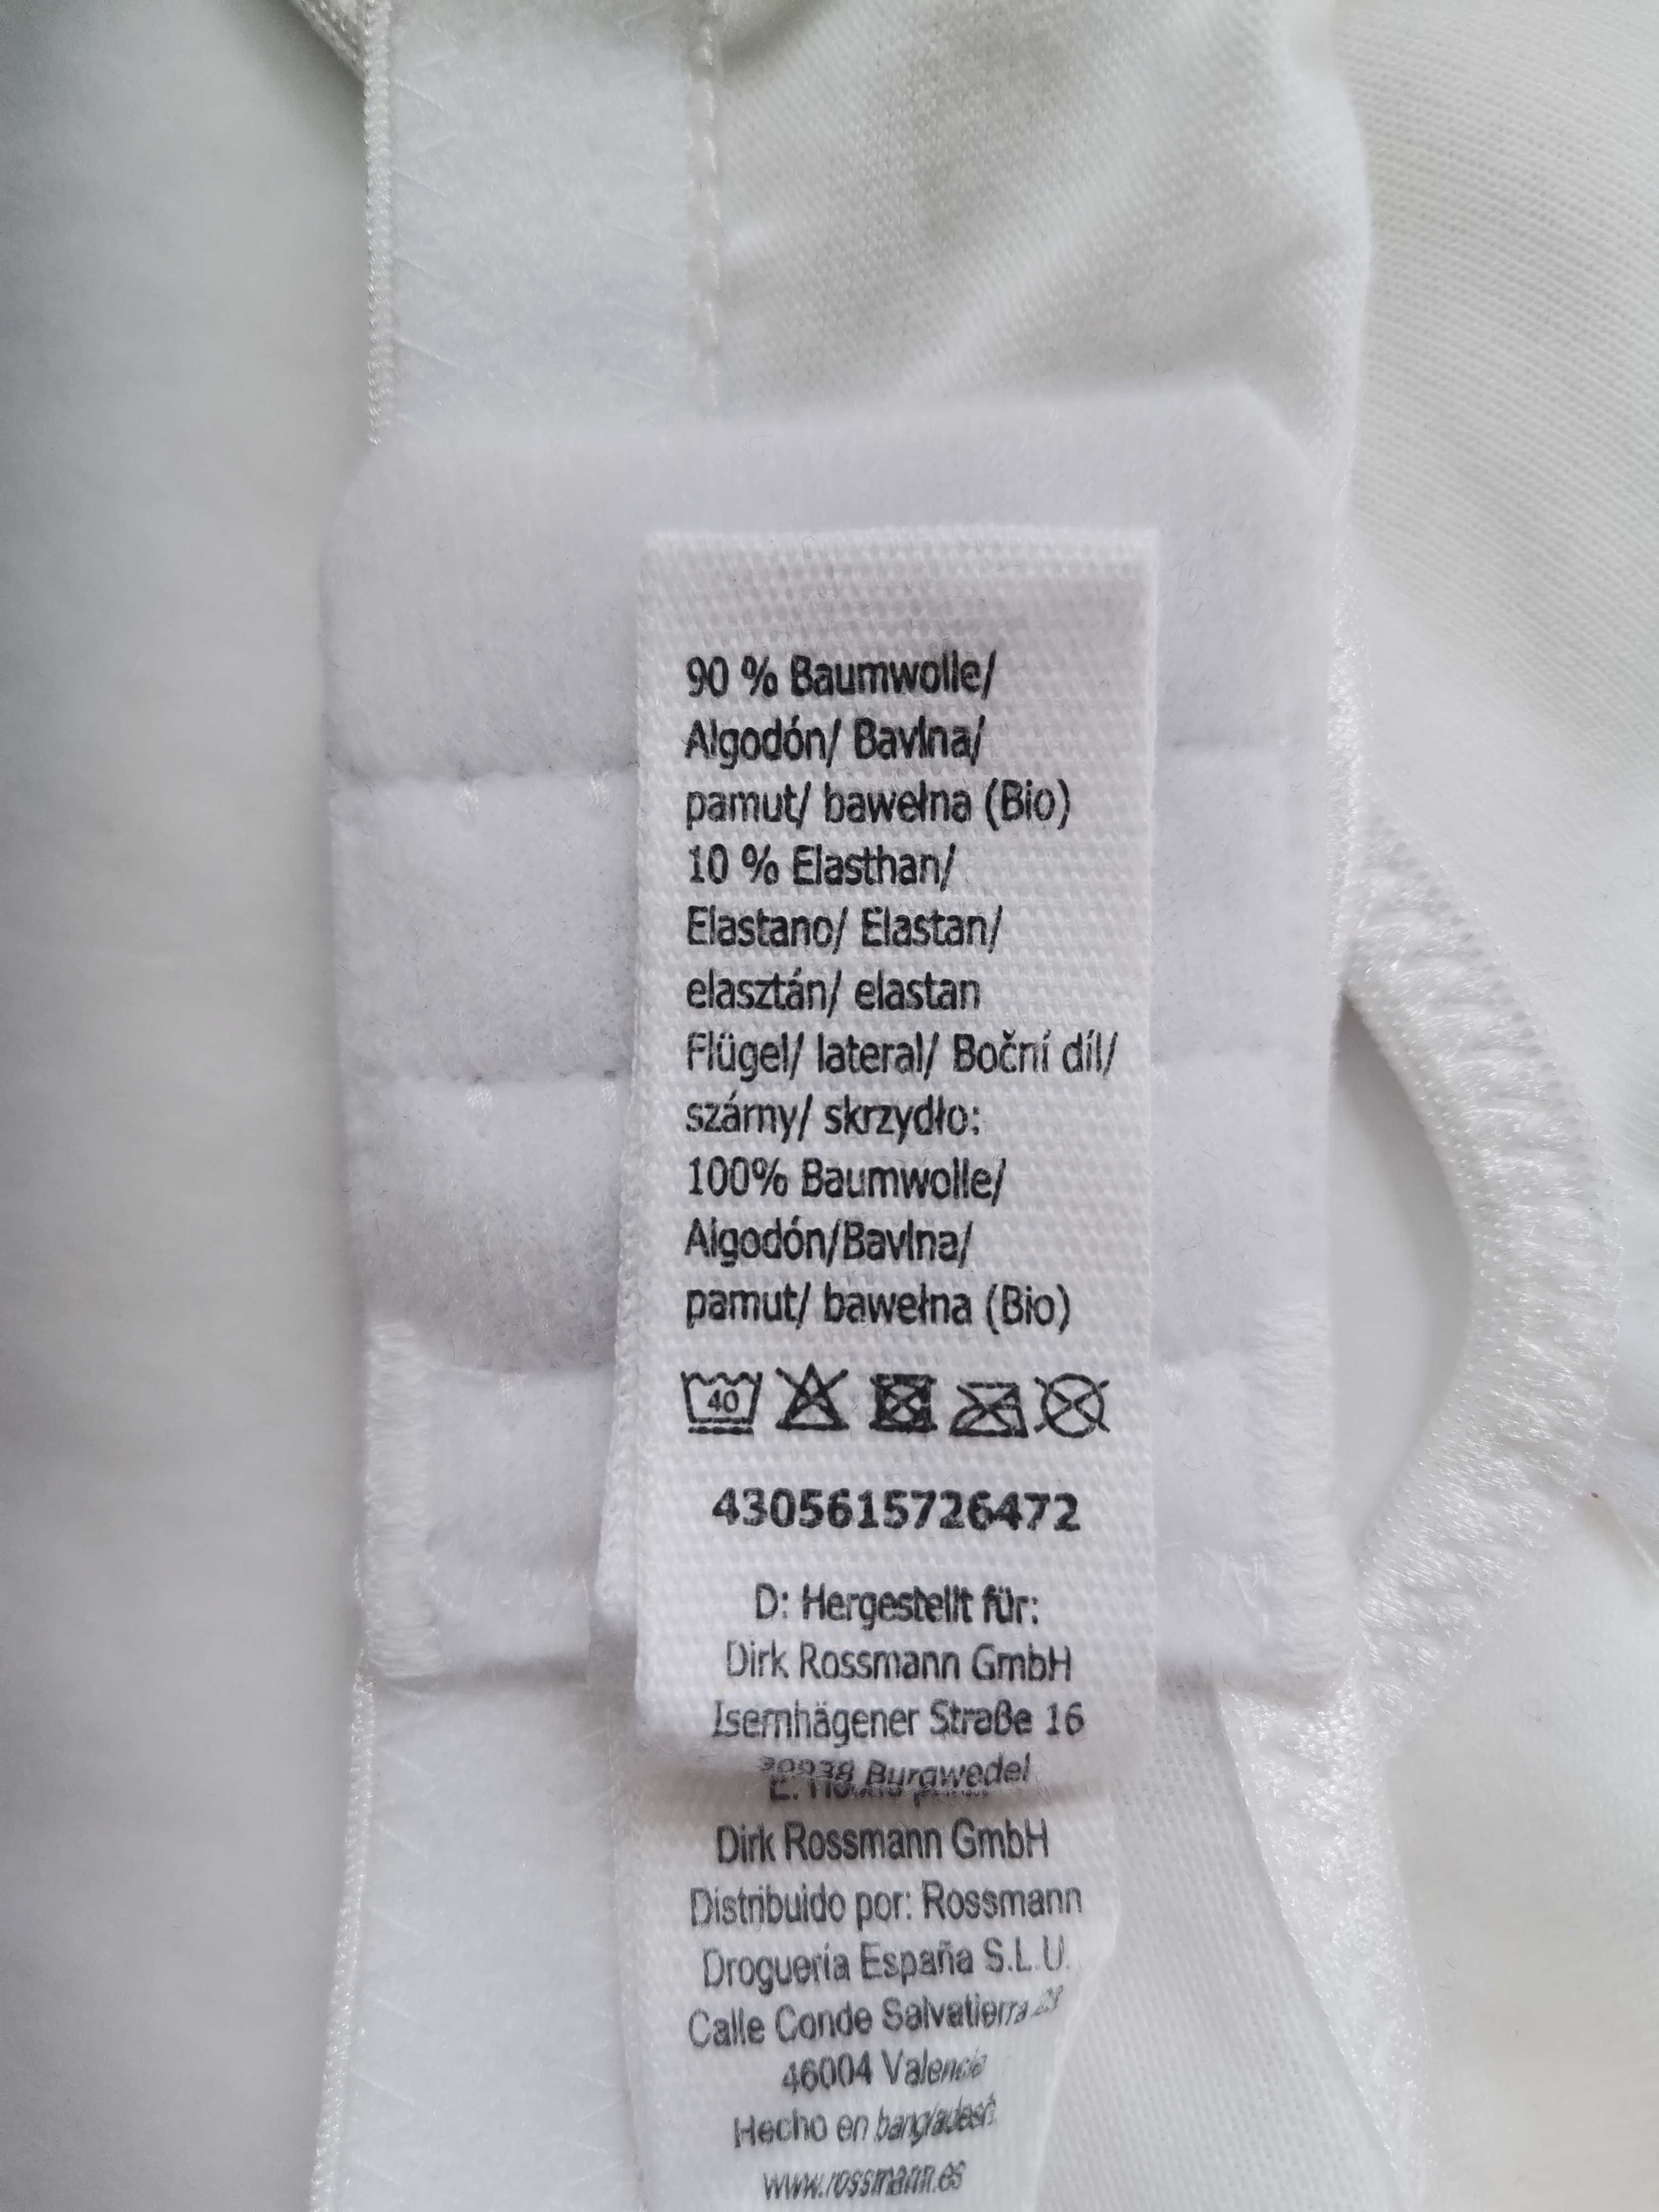 90 % Baumwolle/
Algodón/ Bavlna/
pamut/ bawełna (Bio)
10 % Elasthan/
Elastano/ Elastan/
elasztán/ elastan
Flügel/ lateral/ Boční díl/
szárny/ skrzydło:
100% Baumwolle/
Algodón/Bavlna/
pamut/ bawełna (Bio)
40
4305615726472
D: Hergestellt für:
Dirk Rossmann GmbH
Isernhägener Straße 16
Burgwedel
Dirk Rossmann GmbH
Distribuido por: Rossmann
Droguería España S.L.U.
Calle Conde Salvatierra
46004 Valencia
Hecho en bangladesh
www.rossmann.es